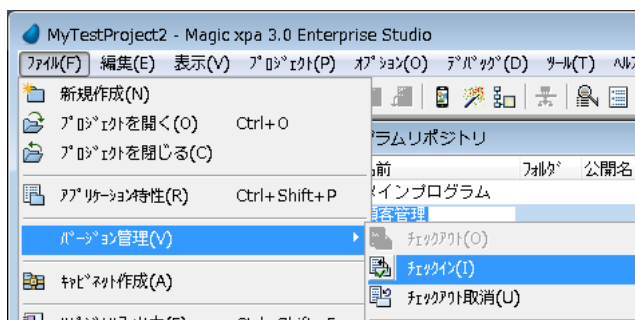 MyTestProject2 - Magic xpa 3.0 Enterprise Studio
ﾌｧｲﾙ(F) 編集(E) 表示(V) ﾌﾟﾛｼﾞｪｸﾄ(P) ｵﾌﾟｼｮﾝ(O) ﾃﾞﾊﾞｯｸﾞ(D) ﾂｰﾙ(T) ﾍﾙﾌ
新規作成(N)
ﾌﾟﾛｼﾞｪｸﾄを開く(O) Ctrl+O
グラムリポジトリ
ﾌﾟﾛｼﾞｪｸﾄを閉じる(C)
名前 ﾌｫﾙﾀﾞ 公開名
ｱﾌﾟﾘｹｰｼｮﾝ特性(R) Ctrl+Shift+P
メインプログラム
顧客管理
ﾊﾞｰｼﾞｮﾝ管理(V)
ﾁｪｯｸｱｳﾄ(O)
ﾁｪｯｸｲﾝ(I)
ｷｬﾋﾞﾈｯﾄ作成(A)
ﾁｪｯｸｱｳﾄ取消(U)